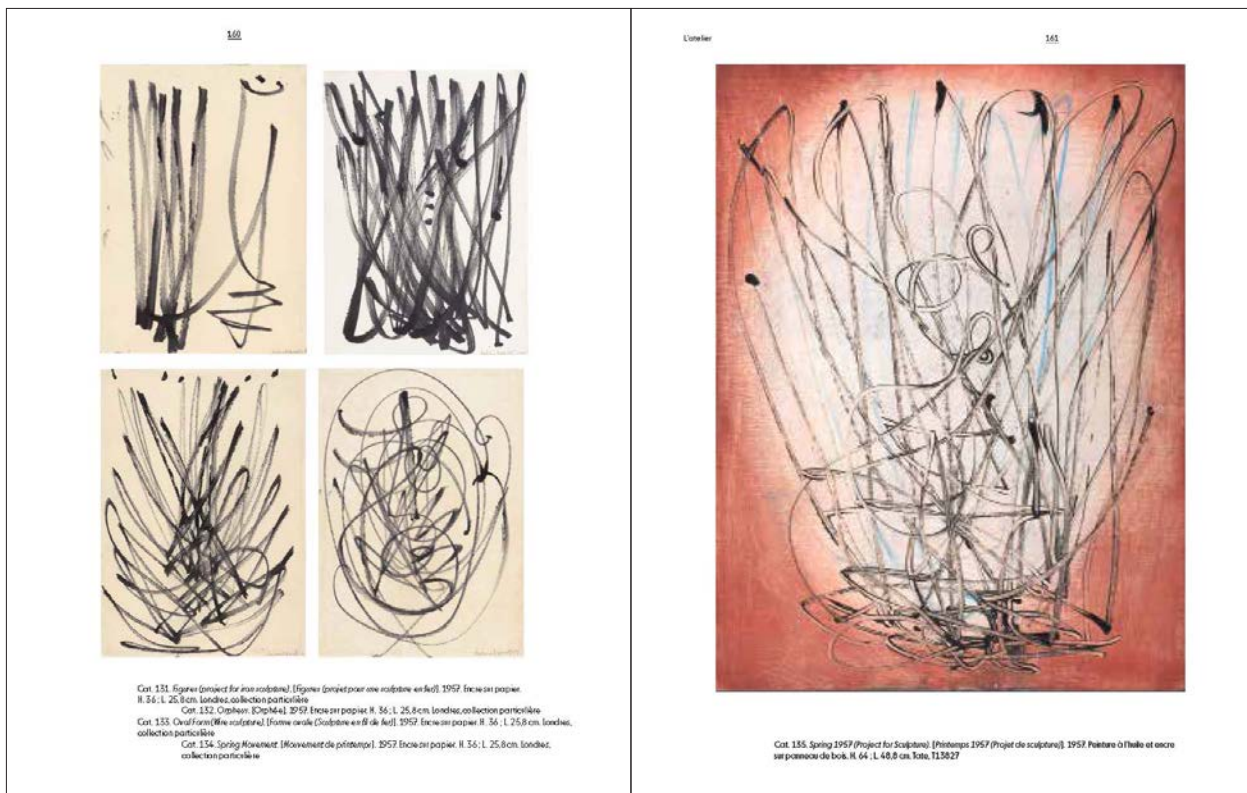 160
Cat. 131. Figures (project for iron sculpture). [Figures (projet pour une sculpture en fer)]. 1957. Encre sur papier.
H. 36 ; L. 25,8 cm. Londres, collection particulière
Cat. 132. Orpheus. [Orphée]. 1957. Encre sur papier. H. 36 ; L. 25,8 cm. Londres, collection particulière
Cat. 133. Oval Form (Wire sculpture). [Forme ovale (Sculpture en fil de fer)]. 1957. Encre sur papier. H. 36 ; L. 25,8 cm. Londres,
collection particulière
Cat. 134. Spring Movement. [Mouvement de printemps]. 1957. Encre sur papier. H. 36 ; L. 25,8 cm. Londres,
collection particulière
L'atelier
161
Cat. 135. Spring 1957 (Project for Sculpture). [Printemps 1957 (Projet de sculpture)]. 1957. Peinture à l'huile et encre
sur panneau de bois. H. 64 ; L. 48,8 cm. Tate, T13827